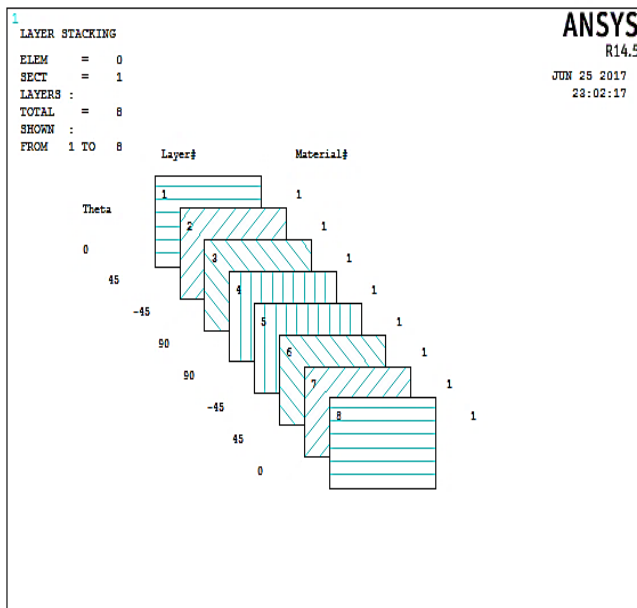 1
LAYER STACKING
ANSYS
R14.5
ELEM = 0
SECT = 1
LAYERS :
TOTAL = 8
SHOWN :
FROM 1 TO 8
JUN 25 2017
23:02:17
Layer# Material#
Theta
1 1
0
2 1
45
3 1
-45
4 1
90
5 1
90
6 1
-45
7 1
45
8 1
0